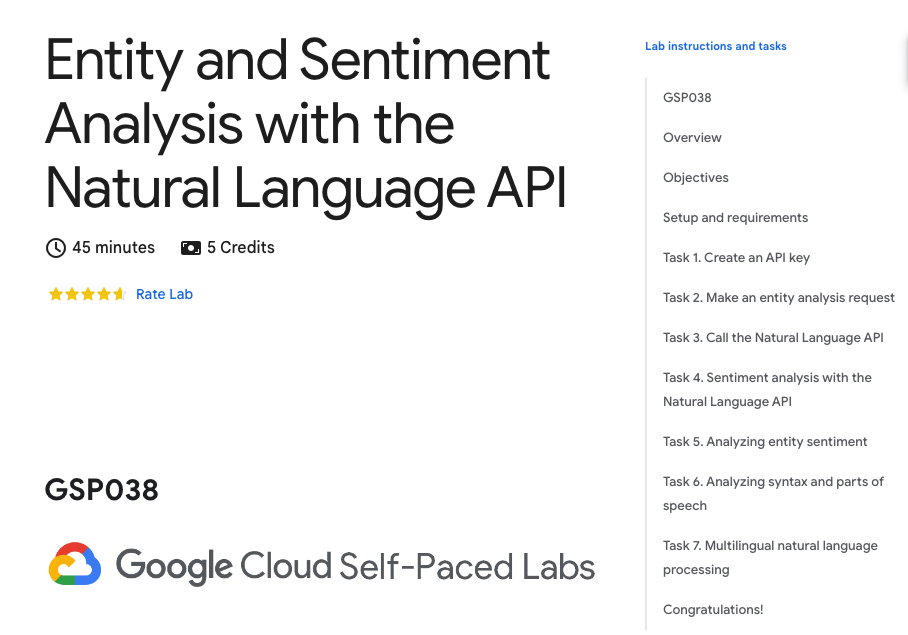 Entity and Sentiment
Analysis with the
Natural Language API
45 minutes
5 Credits
Rate Lab
GSP038
Google Cloud Self-Paced Labs
Lab instructions and tasks
GSP038
Overview
Objectives
Setup and requirements
Task 1. Create an API key
Task 2. Make an entity analysis request
Task 3. Call the Natural Language API
Task 4. Sentiment analysis with the
Natural Language API
Task 5. Analyzing entity sentiment
Task 6. Analyzing syntax and parts of
speech
Task 7. Multilingual natural language
processing
Congratulations!